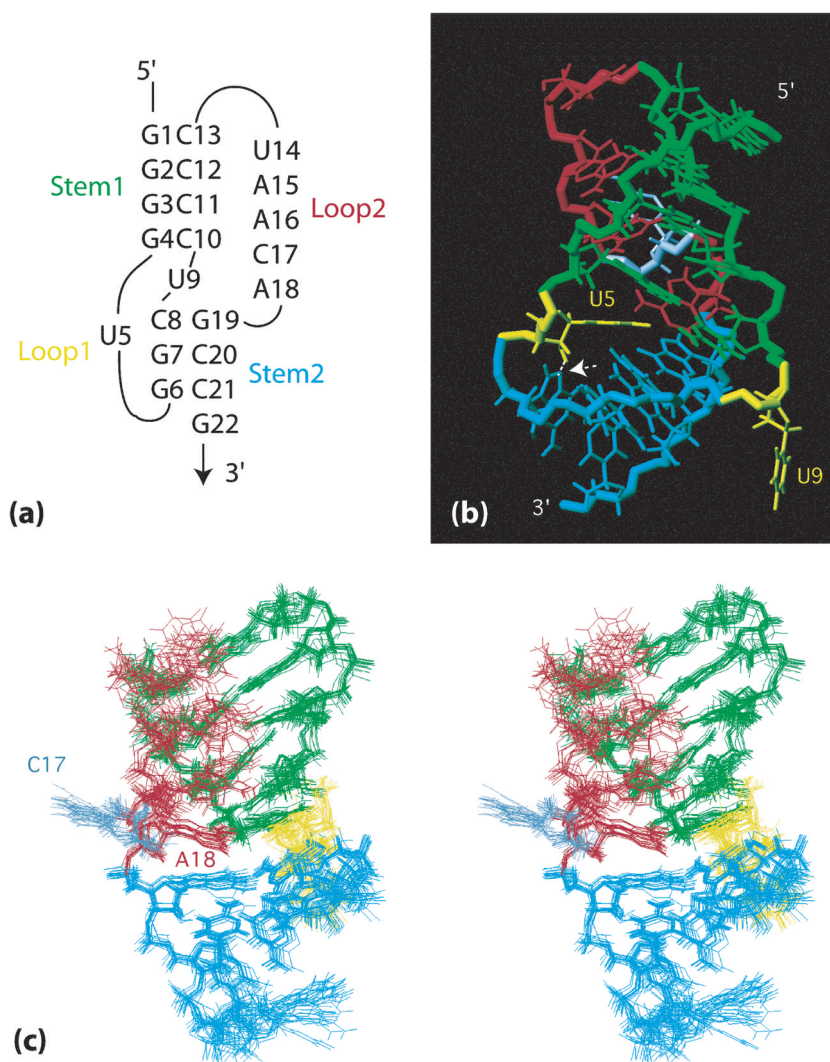 5'
G1C13
G2C12
G3C11
G4C10
Stem1
U14
A15
A16
C17
A18
Loop2
U9
U5
Loop1
C8 G19
G7 C20
G6 C21
G22
Stem2
3'
(a)
5'
U5
U9
3'
(b)
C17
A18
(c)